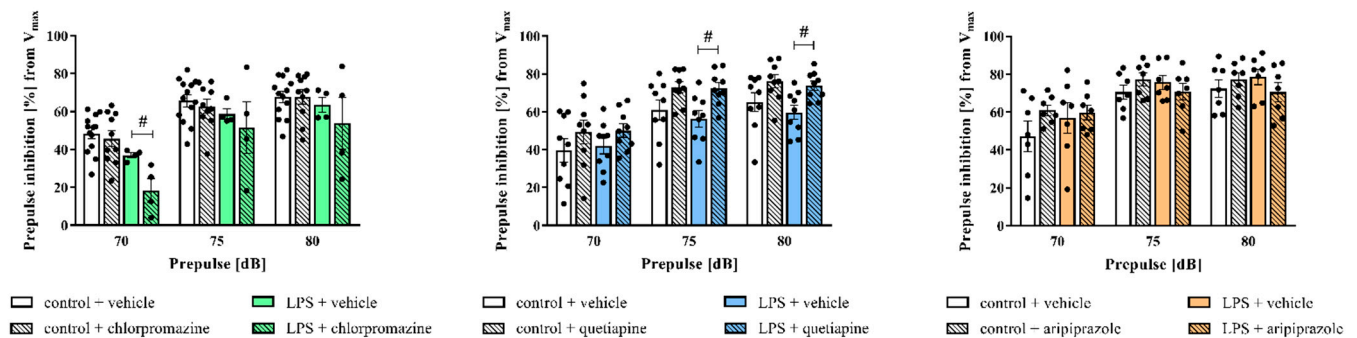 Prepulse inhibition [%] from Vmax
100
80
60
40
20
0
#
70
75
80
Prepulse [dB]
control + vehicle
LPS + vehicle
control + chlorpromazine
LPS + chlorpromazine
Prepulse inhibition [%] from Vmax
100
80
60
40
20
0
#
#
70
75
80
Prepulse [dB]
control + vehicle
LPS + vehicle
control + quetiapine
LPS + quetiapine
Prepulse inhibition [%] from Vmax
100
80
60
40
20
0
70
75
80
Prepulse [dB]
control + vehicle
LPS + vehicle
control + aripiprazole
LPS + aripiprazole